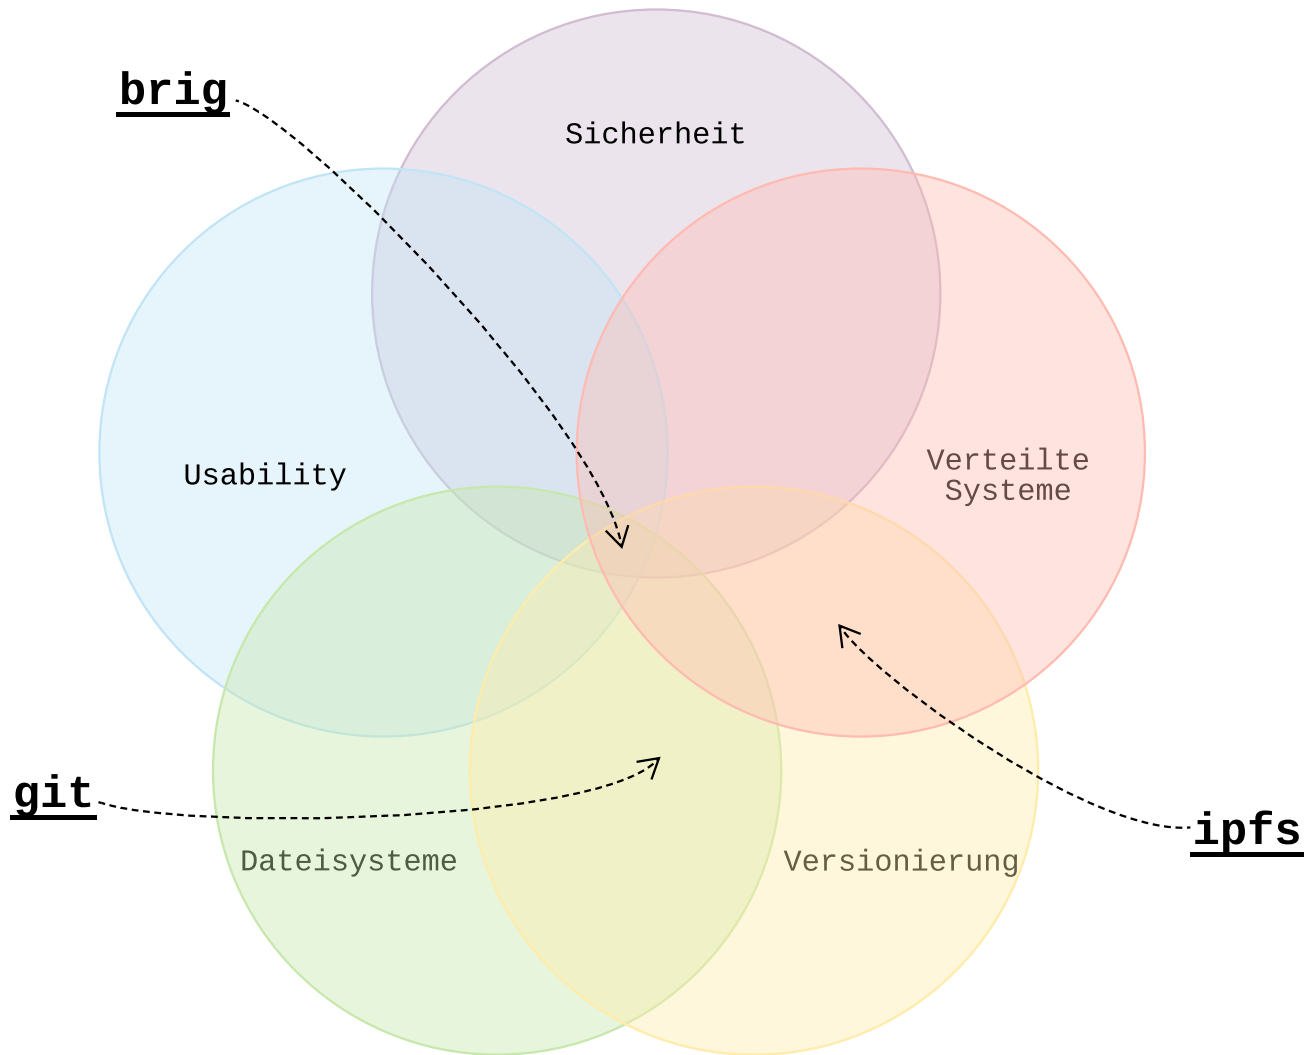 brig
Sicherheit
Usability
Verteilte
Systeme
git
ipfs
Dateisysteme
Versionierung